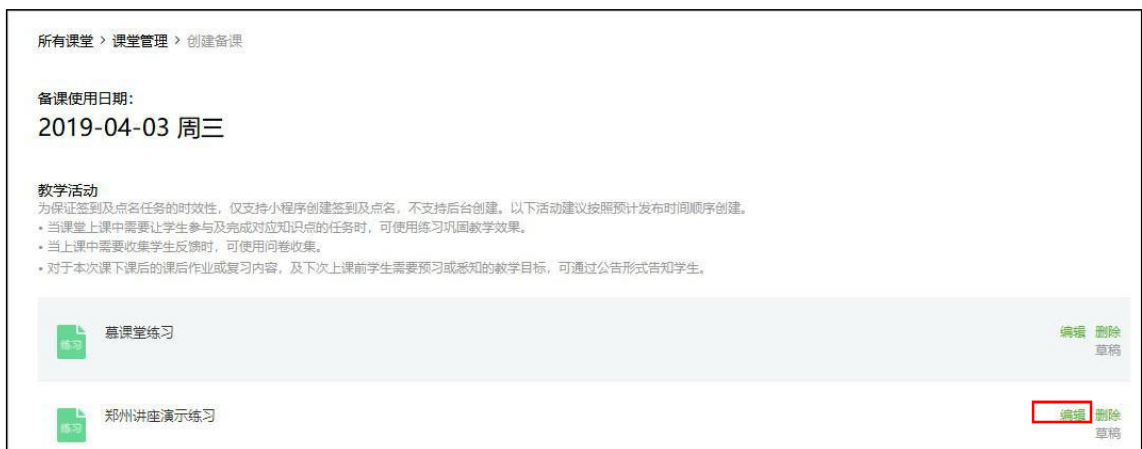 所有课堂 > 课堂管理 > 创建备课
备课使用日期：
2019-04-03 周三
教学活动
为保证签到及点名任务的时效性，仅支持小程序创建签到及点名，不支持后台创建。以下活动建议按照预计发布时间顺序创建。
• 当课堂上课中需要让学生参与及完成对应知识点的任务时，可使用练习巩固教学效果。
• 当上课中需要收集学生反馈时，可使用问卷收集。
• 对于本次课下课后的课后作业或复习内容，及下次上课前学生需要预习或悉知的教学目标，可通过公告形式告知学生。
练习 慕课堂练习 编辑 删除
草稿
练习 郑州讲座演示练习 编辑 删除
草稿